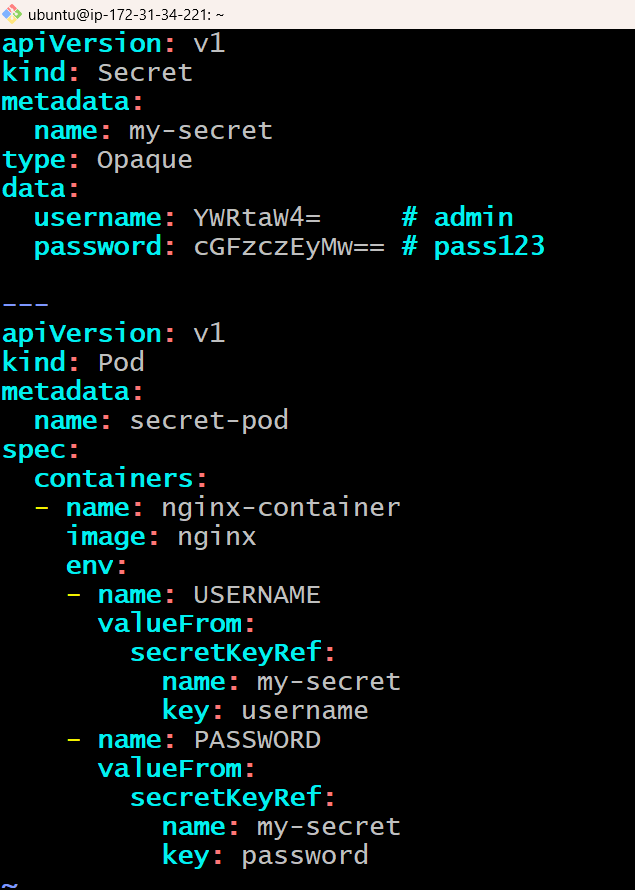 ubuntu@ip-172-31-34-221: ~
apiVersion: v1
kind: Secret
metadata:
  name: my-secret
type: Opaque
data:
  username: YWRtaW4=     # admin
  password: cGFzczEyMw== # pass123

---
apiVersion: v1
kind: Pod
metadata:
  name: secret-pod
spec:
  containers:
  - name: nginx-container
    image: nginx
    env:
    - name: USERNAME
      valueFrom:
        secretKeyRef:
          name: my-secret
          key: username
    - name: PASSWORD
      valueFrom:
        secretKeyRef:
          name: my-secret
          key: password
~